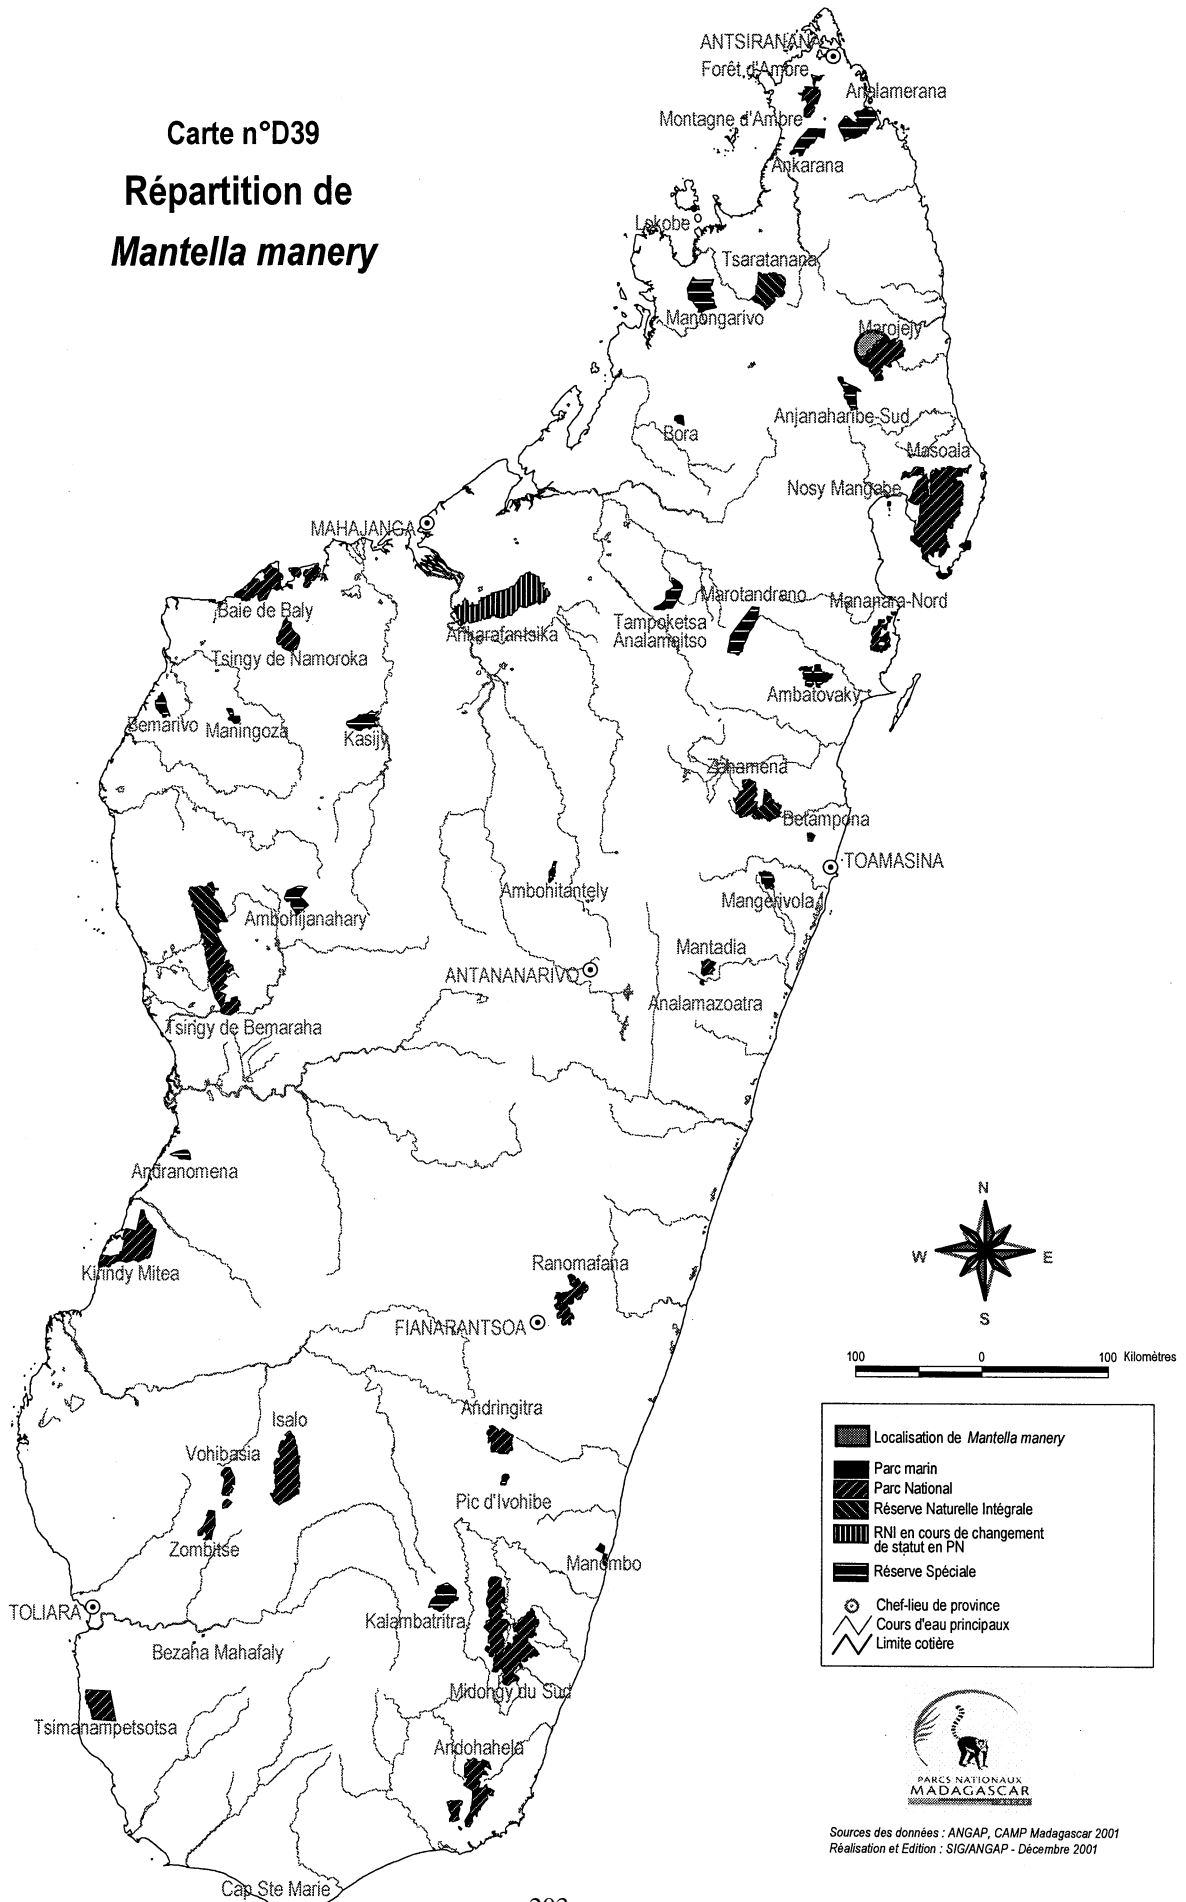 Carte n°D39
Répartition de
Mantella manery
ANTSIRANANA
Forêt d'Ambre
Analamerana
Montagne d'Ambre
Ankarana
Lokobe
Tsaratanana
Manongarivo
Marojejy
Anjanaharibe-Sud
Bora
Masoala
Nosy Mangabe
MAHAJANGA
Baie de Baly
Ankarafantsika
Tampoketsa
Analamaitso
Marotandrano
Mananara-Nord
Tsingy de Namoroka
Ambatovaky
Bemarivo
Maningoza
Kasijy
Zahamena
Betampona
TOAMASINA
Ambohitantely
Mangerivola
Ambohijanahary
Mantadia
ANTANANARIVO
Analamazoatra
Tsingy de Bemaraha
Andranomena
Kirindy Mitea
Ranomafana
FIANARANTSOA
Isalo
Andringitra
Vohibasia
Pic d'Ivohibe
Zombitse
Manombo
TOLIARA
Kalambatritra
Bezaha Mahafaly
Midongy du Sud
Tsimanampetsotsa
Andohahela
Cap Ste Marie
N
W
E
S
100 0 100 Kilomètres
Localisation de Mantella manery
Parc marin
Parc National
Réserve Naturelle Intégrale
RNI en cours de changement
de statut en PN
Réserve Spéciale
Chef-lieu de province
Cours d'eau principaux
Limite cotière
PARCS NATIONAUX
MADAGASCAR
Sources des données : ANGAP, CAMP Madagascar 2001
Réalisation et Edition : SIG/ANGAP - Décembre 2001